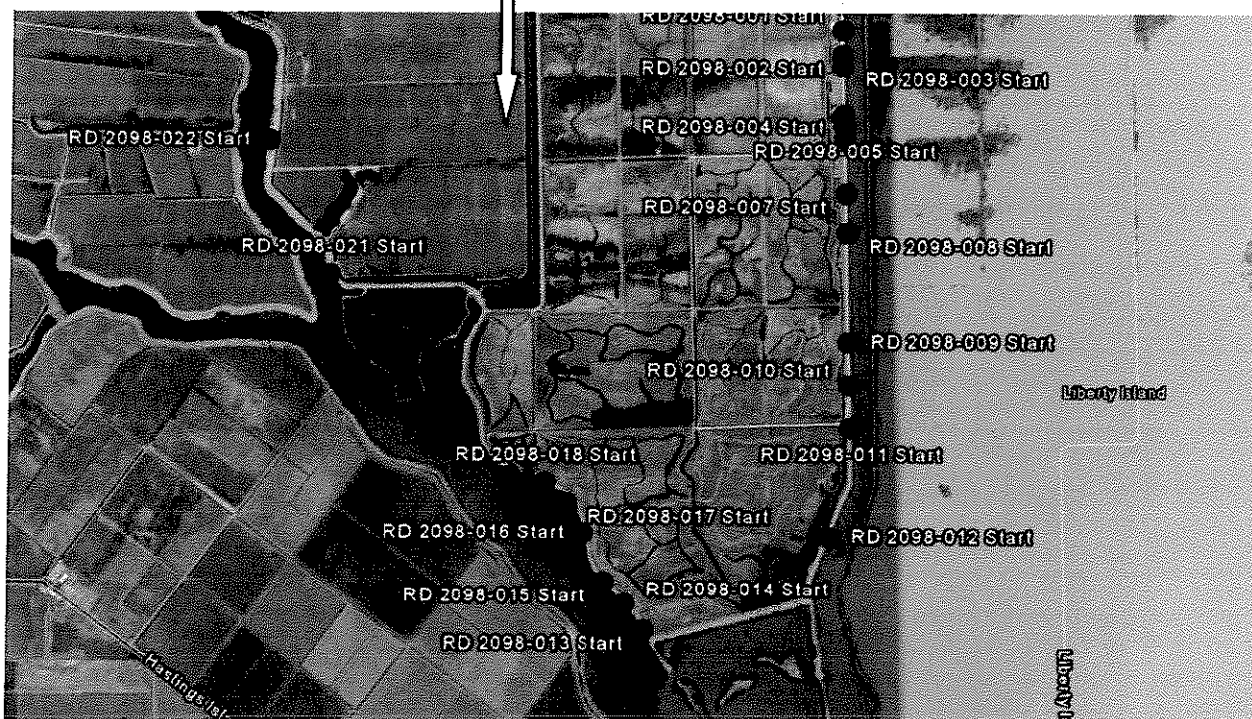 RD 2098-001 Start
RD 2098-002 Start
RD 2098-003 Start
RD 2098-004 Start
RD 2098-005 Start
RD 2098-022 Start
RD 2098-007 Start
RD 2098-021 Start
RD 2098-008 Start
RD 2098-009 Start
RD 2098-010 Start
Liberty Island
RD 2098-018 Start
RD 2098-011 Start
RD 2098-017 Start
RD 2098-016 Start
RD 2098-012 Start
RD 2098-014 Start
RD 2098-015 Start
RD 2098-013 Start
Hastings Isl
Liberty I